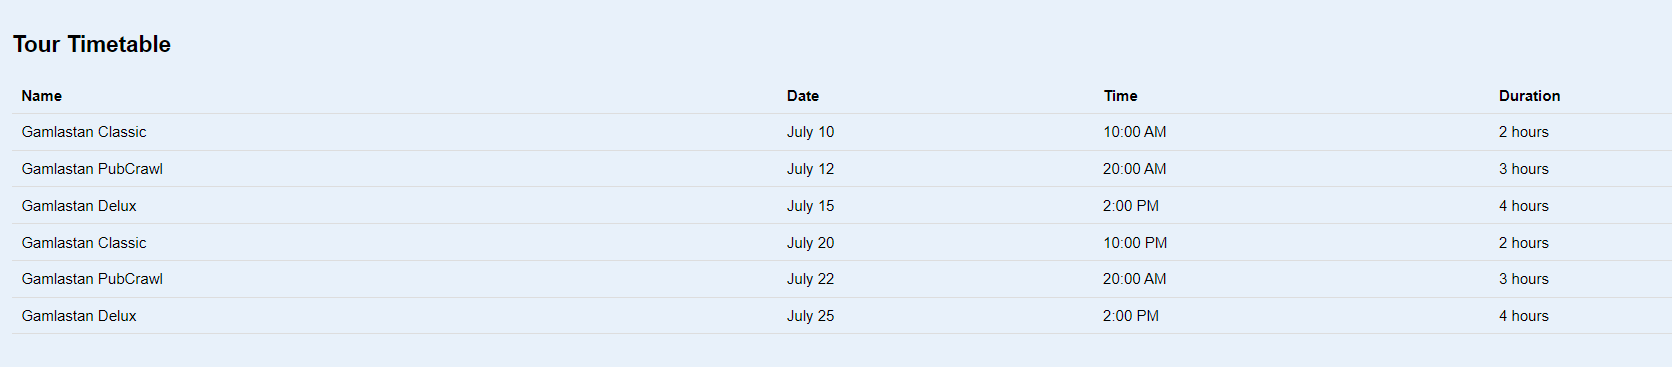 Tour Timetable
Name Date Time Duration
Gamlastan Classic July 10 10:00 AM 2 hours
Gamlastan PubCrawl July 12 20:00 AM 3 hours
Gamlastan Delux July 15 2:00 PM 4 hours
Gamlastan Classic July 20 10:00 PM 2 hours
Gamlastan PubCrawl July 22 20:00 AM 3 hours
Gamlastan Delux July 25 2:00 PM 4 hours